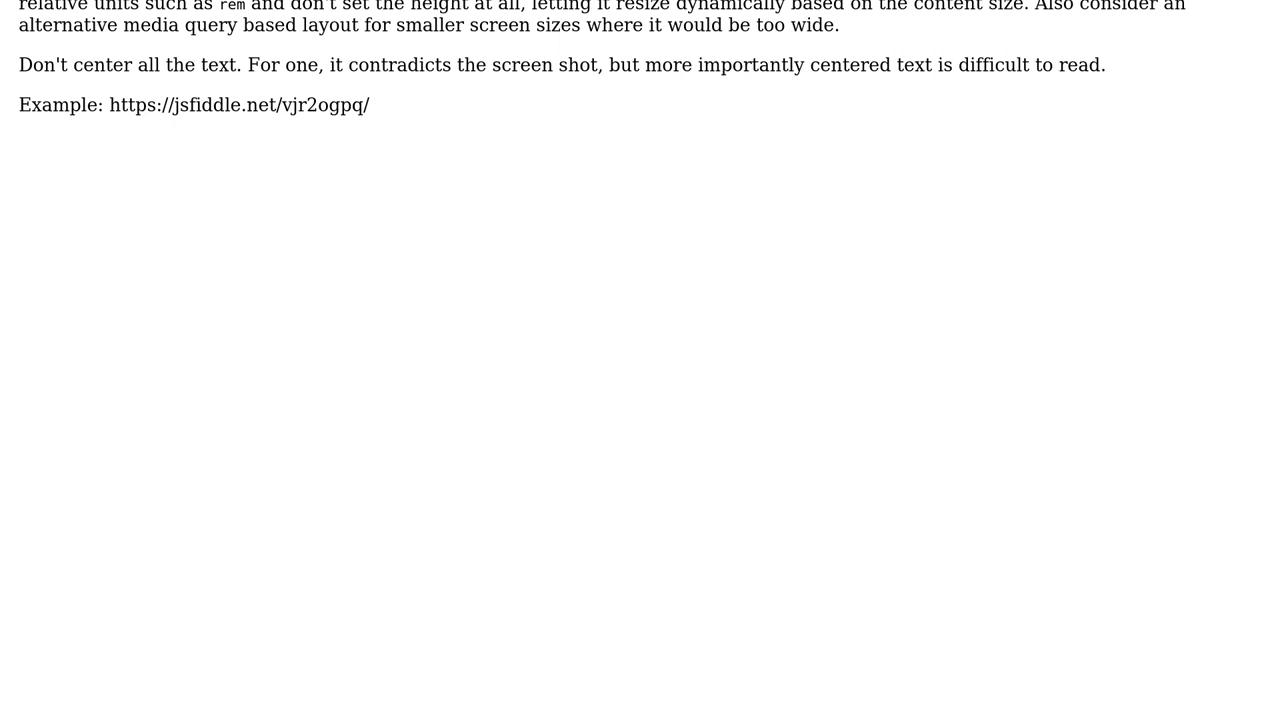 relative units such as rem and don't set the height at all, letting it resize dynamically based on the content size. Also consider an
alternative media query based layout for smaller screen sizes where it would be too wide.
Don't center all the text. For one, it contradicts the screen shot, but more importantly centered text is difficult to read.
Example: https://jsfiddle.net/vjr2ogpq/